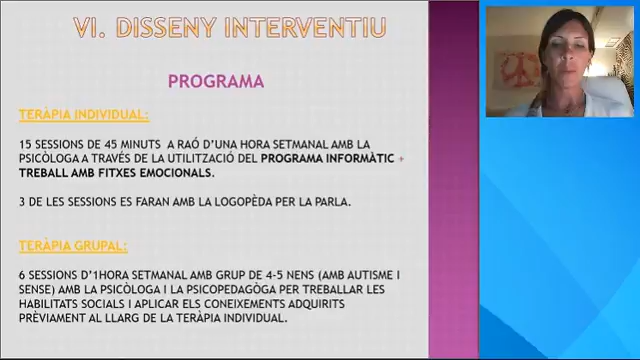 VI. DISSENY INTERVENTIU
PROGRAMA
TERÀPIA INDIVIDUAL:
15 SESSIONS DE 45 MINUTS A RAÓ D'UNA HORA SETMANAL AMB LA
PSICÒLOGA A TRAVÉS DE LA UTILITZACIÓ DEL PROGRAMA INFORMÀTIC +
TREBALL AMB FITXES EMOCIONALS.
3 DE LES SESSIONS ES FARAN AMB LA LOGOPÈDA PER LA PARLA.
TERÀPIA GRUPAL:
6 SESSIONS D'1HORA SETMANAL AMB GRUP DE 4-5 NENS (AMB AUTISME I
SENSE) AMB LA PSICÒLOGA I LA PSICOPEDAGÒGA PER TREBALLAR LES
HABILITATS SOCIALS I APLICAR ELS CONEIXEMENTS ADQUIRITS
PRÈVIAMENT AL LLARG DE LA TERÀPIA INDIVIDUAL.